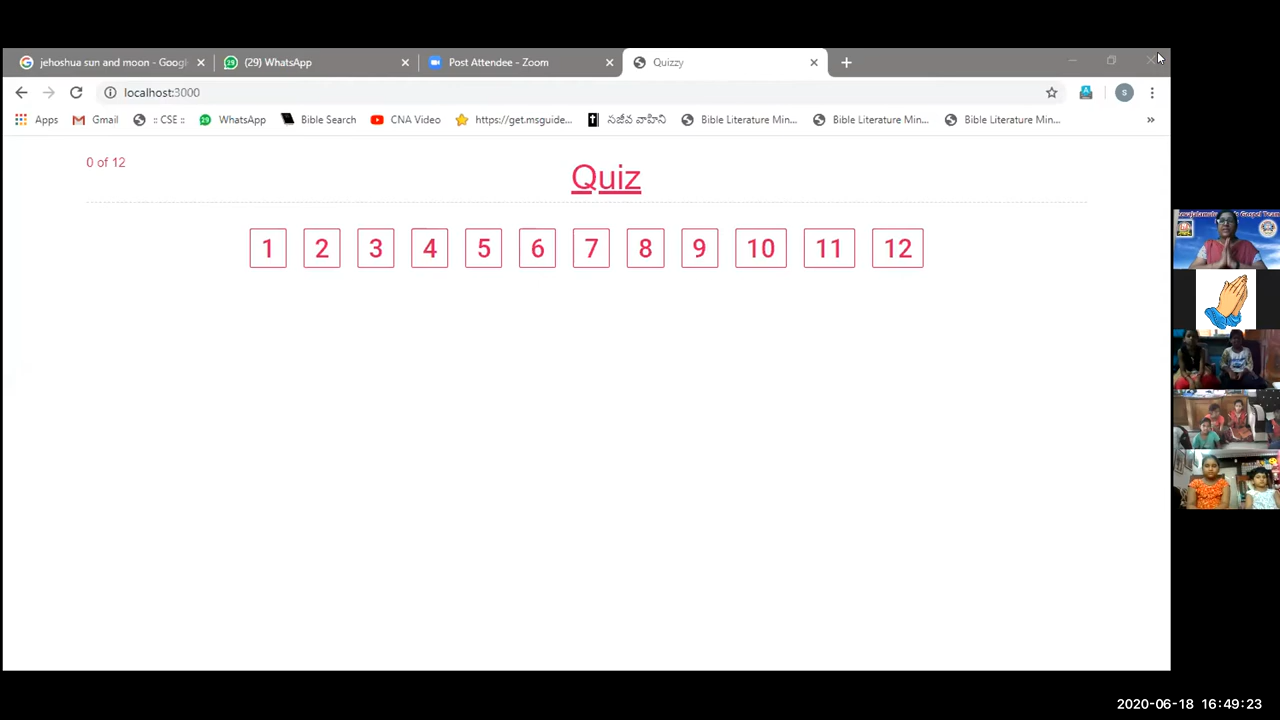 jehoshua sun and moon - Googl
(29) WhatsApp
Post Attendee - Zoom
Quizzy
localhost:3000
S
Apps
Gmail
:: CSE ::
WhatsApp
Bible Search
CNA Video
https://get.msguide...
సజీవ వాహిని
Bible Literature Min...
Bible Literature Min...
Bible Literature Min...
0 of 12
Quiz
1 2 3 4 5 6 7 8 9 10 11 12
Gospel Team
2020-06-18 16:49:23